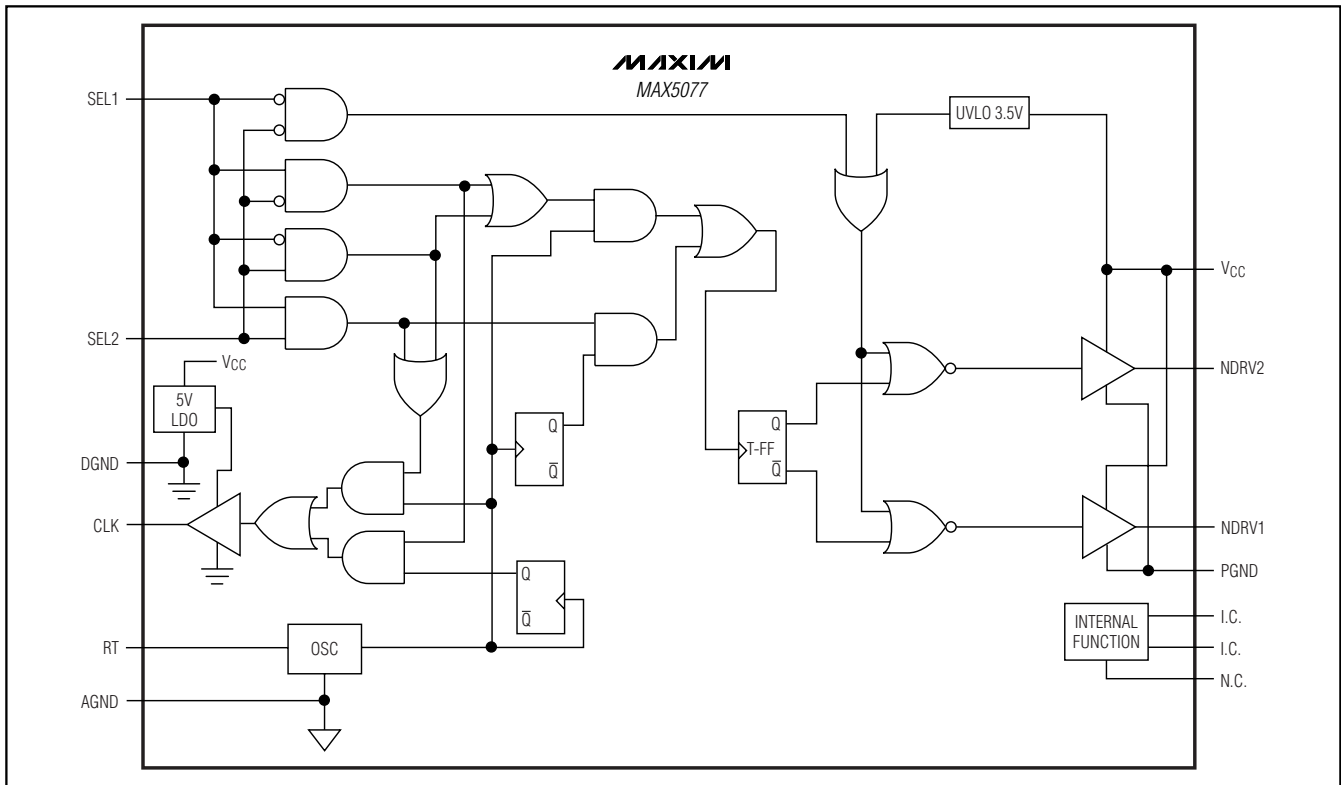 MAXIM
MAX5077
SEL1
UVLO 3.5V
VCC
SEL2
VCC
NDRV2
5V
LDO
Q
Q
T-FF
Q̅
Q̅
DGND
CLK
NDRV1
PGND
Q
Q̅
I.C.
INTERNAL
FUNCTION
RT
OSC
I.C.
N.C.
AGND